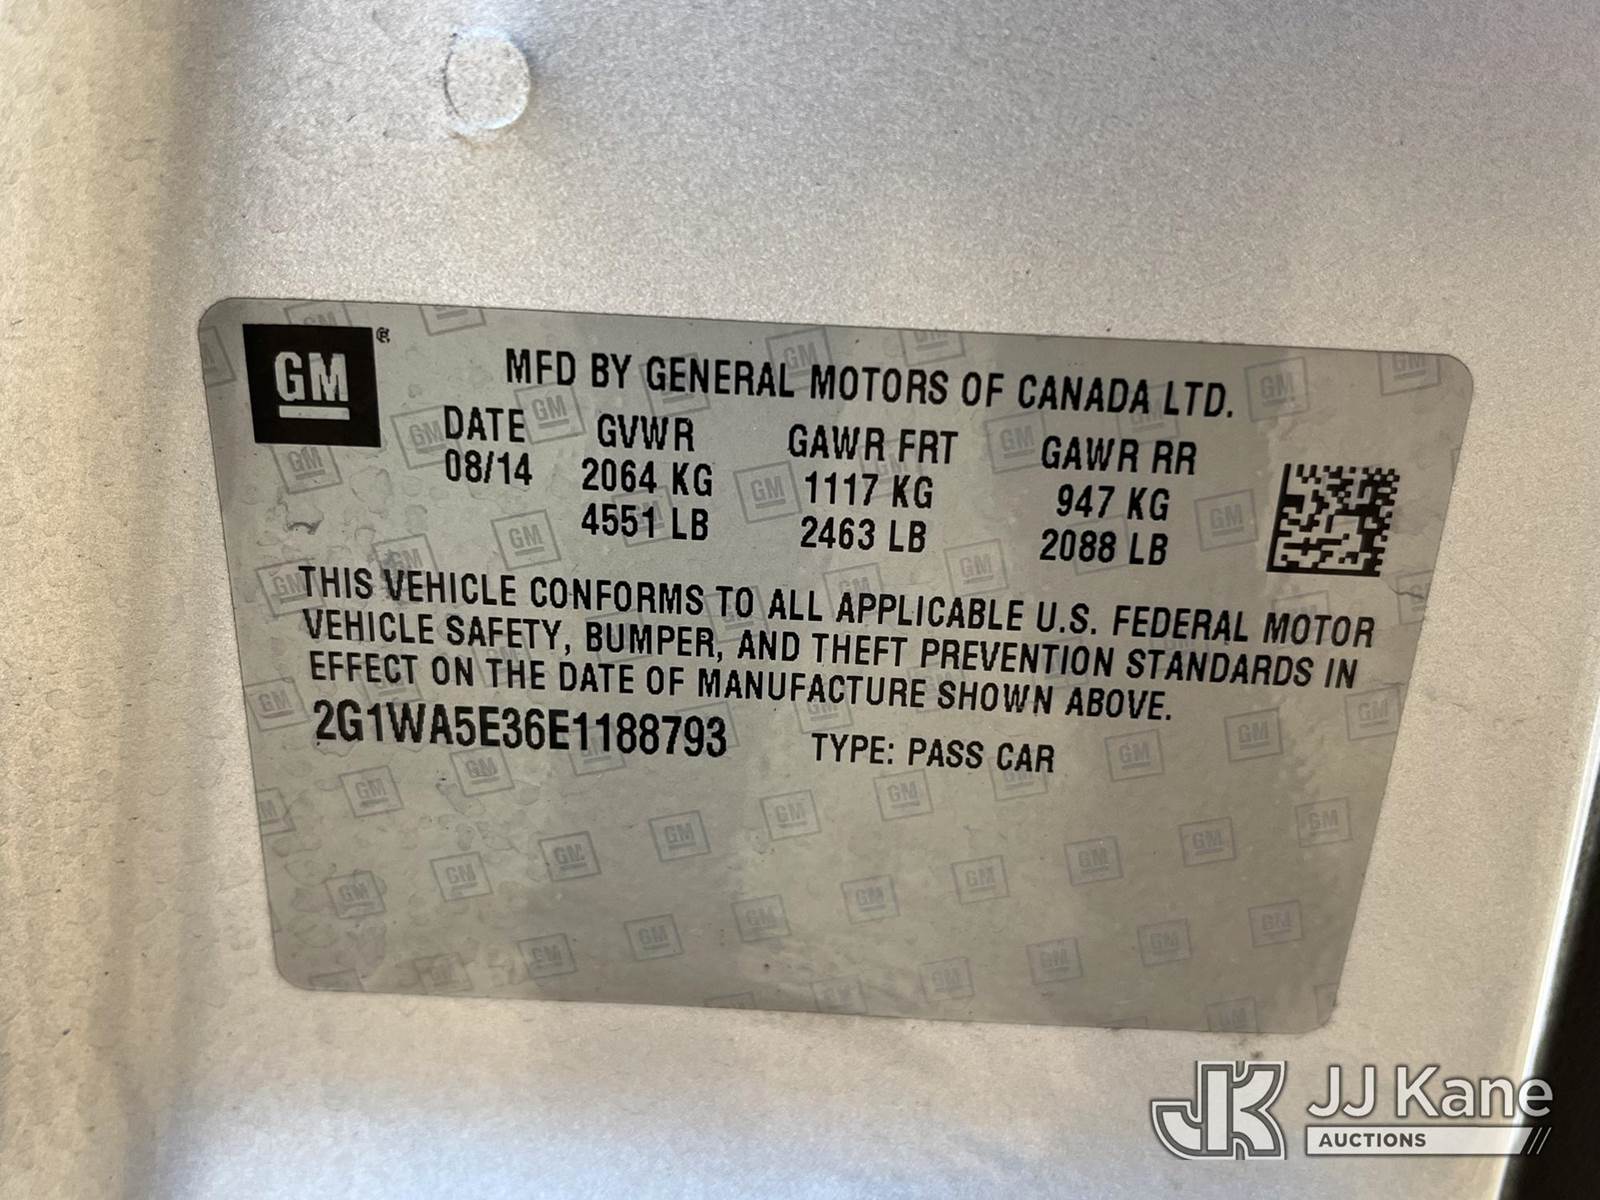 GM®
MFD BY GENERAL MOTORS OF CANADA LTD.
DATE GVWR GAWR FRT GAWR RR
08/14 2064 KG 1117 KG 947 KG
4551 LB 2463 LB 2088 LB
THIS VEHICLE CONFORMS TO ALL APPLICABLE U.S. FEDERAL MOTOR
VEHICLE SAFETY, BUMPER, AND THEFT PREVENTION STANDARDS IN
EFFECT ON THE DATE OF MANUFACTURE SHOWN ABOVE.
2G1WA5E36E1188793 TYPE: PASS CAR
JK JJ Kane
AUCTIONS